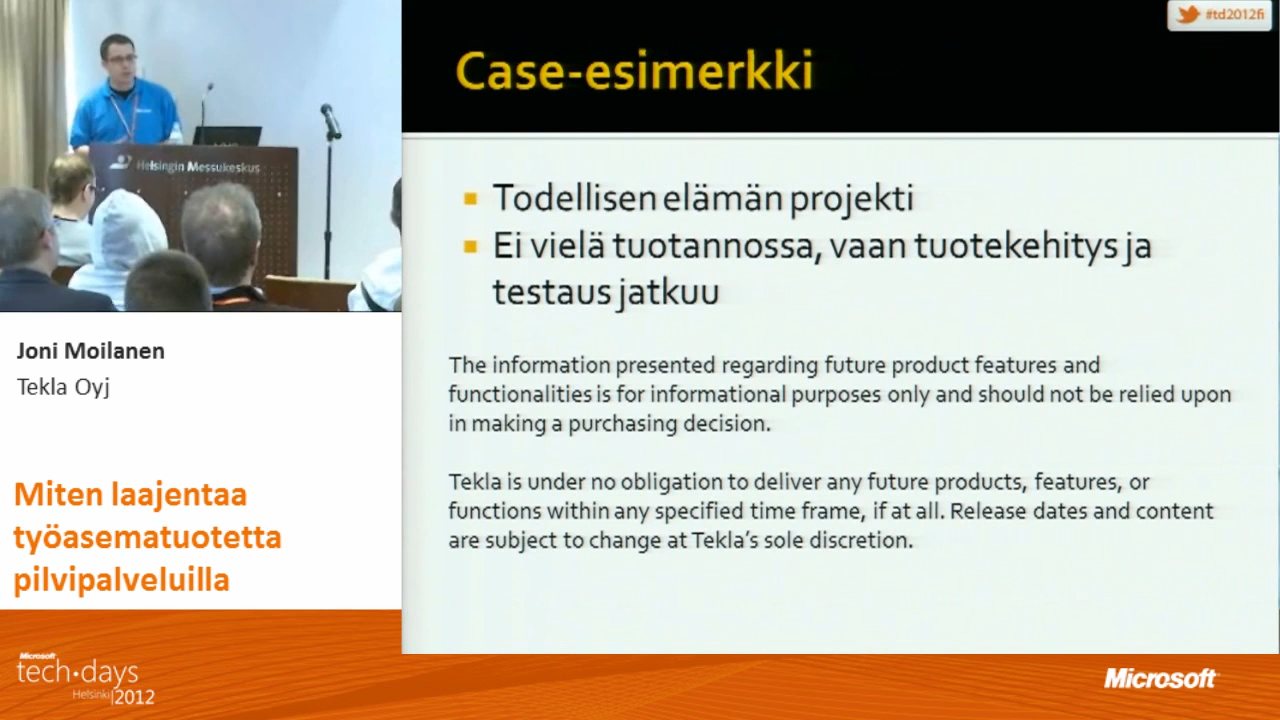 #td2012fi
Case-esimerkki
Helsingin Messukeskus
Todellisen elämän projekti
Ei vielä tuotannossa, vaan tuotekehitys ja
testaus jatkuu
The information presented regarding future product features and
functionalities is for informational purposes only and should not be relied upon
in making a purchasing decision.
Tekla is under no obligation to deliver any future products, features, or
functions within any specified time frame, if at all. Release dates and content
are subject to change at Tekla's sole discretion.
Joni Moilanen
Tekla Oyj
Miten laajentaa
työasematuotetta
pilvipalveluilla
Microsoft
tech·days
Helsinki|2012
Microsoft